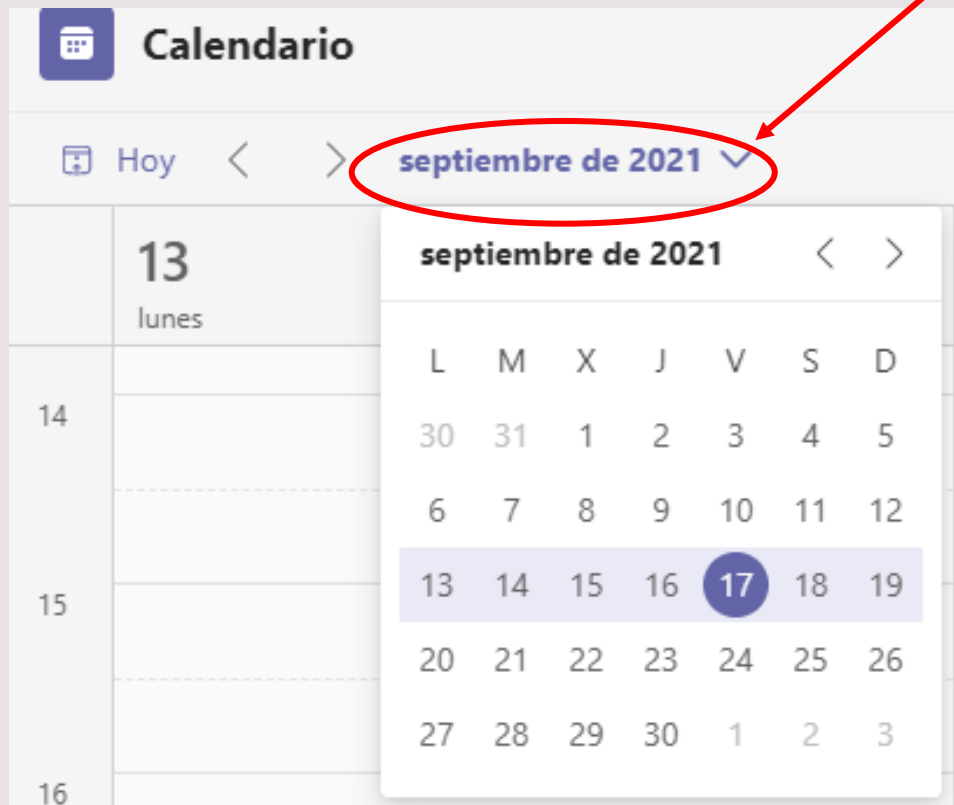 Calendario
Hoy
septiembre de 2021
13
lunes
septiembre de 2021
L M X J V S D
30 31 1 2 3 4 5
6 7 8 9 10 11 12
13 14 15 16 17 18 19
20 21 22 23 24 25 26
27 28 29 30 1 2 3
14
15
16